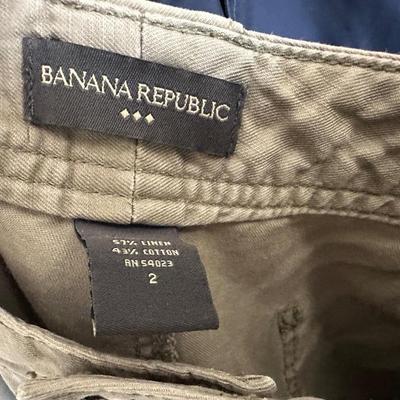 BANANA REPUBLIC
57% LINEN
43% COTTON
RN 54023
2